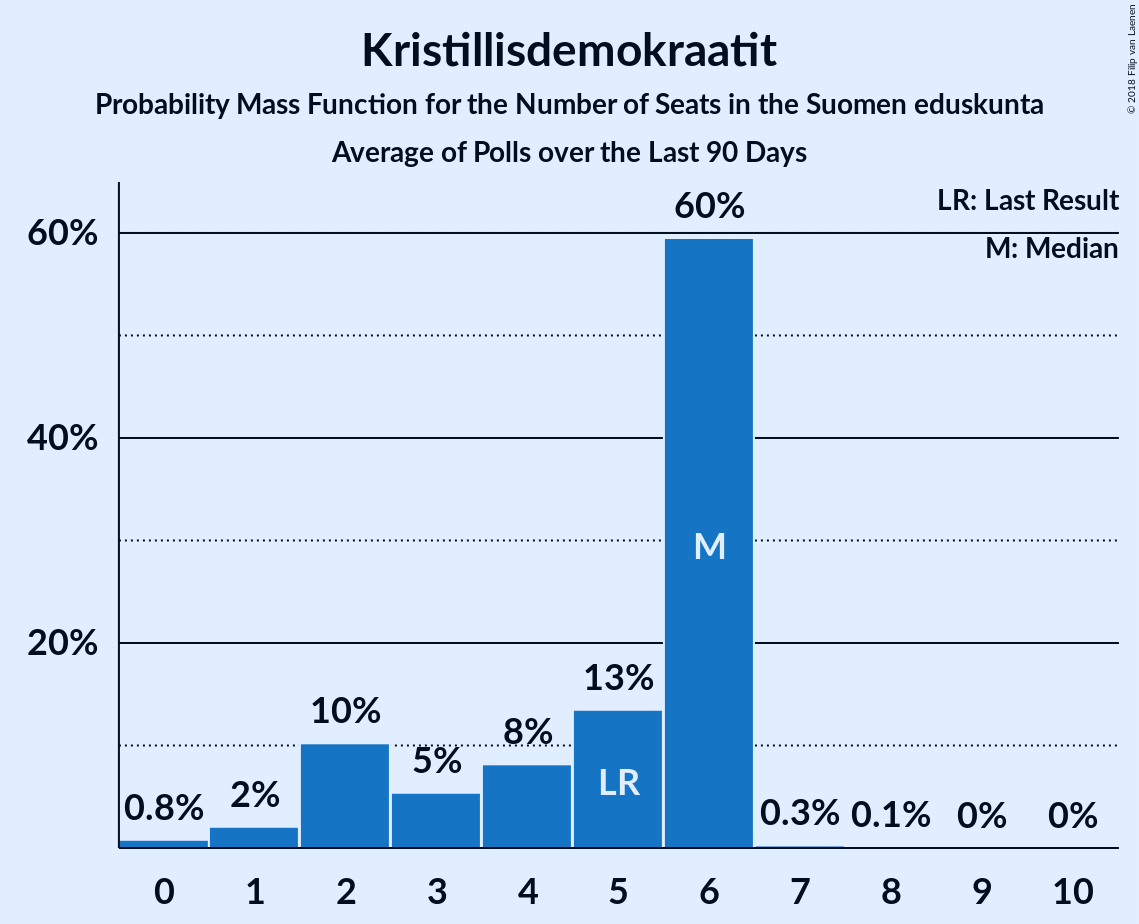 Kristillisdemokraatit
Probability Mass Function for the Number of Seats in the Suomen eduskunta
Average of Polls over the Last 90 Days
© 2018 Filip van Laenen
LR: Last Result
M: Median
60%
40%
20%
0.8%
2%
10%
5%
8%
13%
60%
0.3%
0.1%
0%
0%
LR
M
0 1 2 3 4 5 6 7 8 9 10